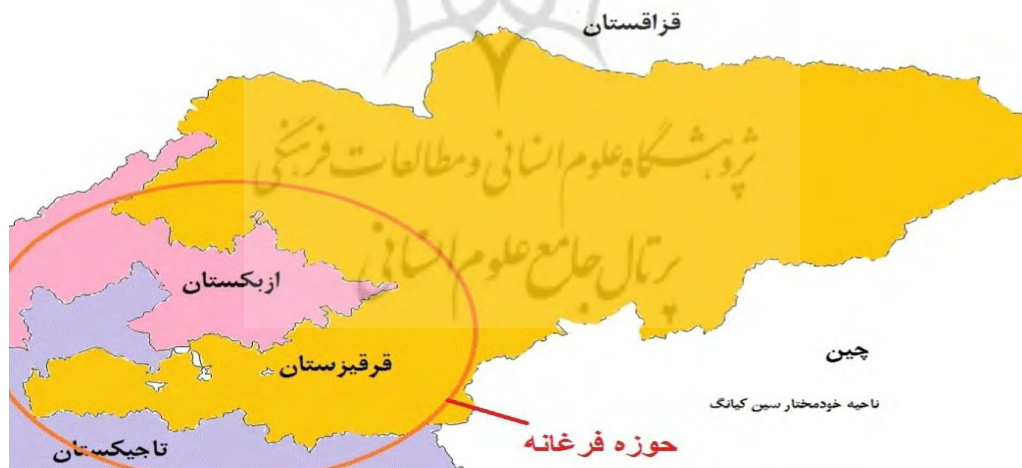 قزاقستان
پژوهشگاه علوم انسانی و مطالعات فرهنگی
پرتال جامع علوم انسانی
ازبکستان
قرقیزستان
چین
ناحیه خودمختار سین کیانگ
حوزه فرغانه
تاجیکستان